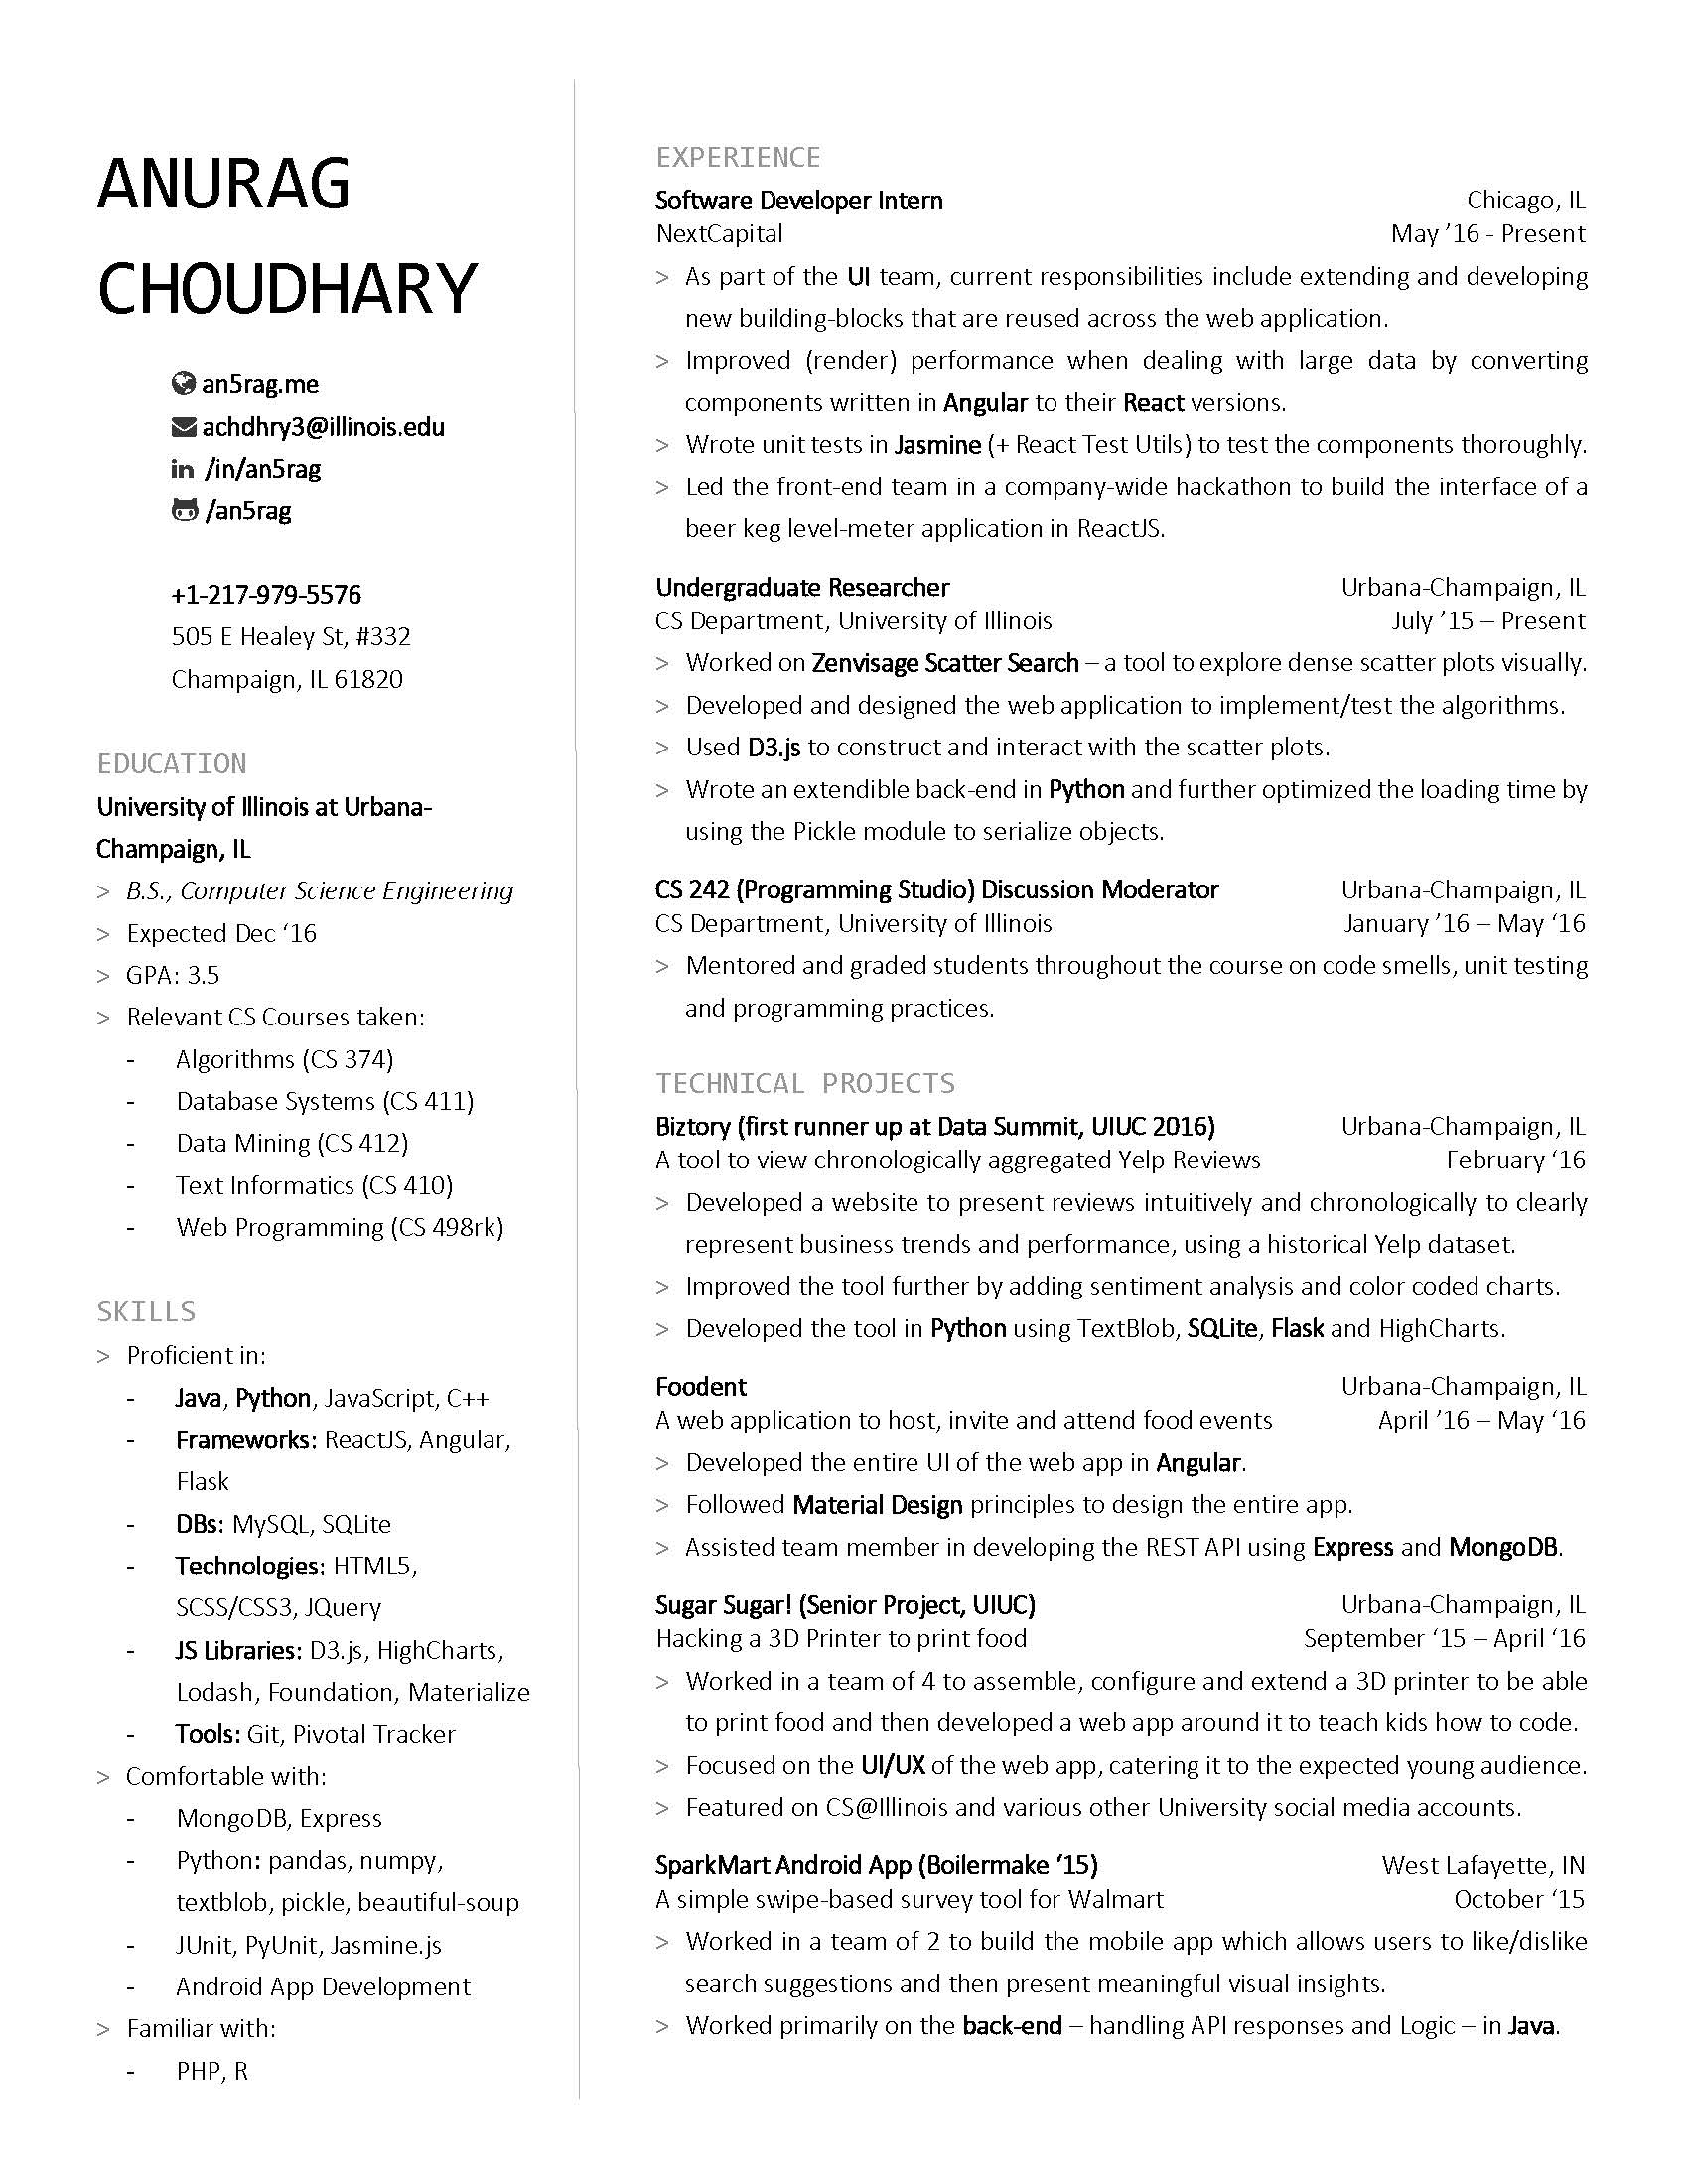 ANURAG
CHOUDHARY
an5rag.me
achdhry3@illinois.edu
in /in/an5rag
/an5rag
+1-217-979-5576
505 E Healey St, #332
Champaign, IL 61820
EDUCATION
University of Illinois at Urbana-
Champaign, IL
> B.S., Computer Science Engineering
> Expected Dec ‘16
> GPA: 3.5
> Relevant CS Courses taken:
- Algorithms (CS 374)
- Database Systems (CS 411)
- Data Mining (CS 412)
- Text Informatics (CS 410)
- Web Programming (CS 498rk)
SKILLS
> Proficient in:
- Java, Python, JavaScript, C++
- Frameworks: ReactJS, Angular,
Flask
- DBs: MySQL, SQLite
- Technologies: HTML5,
SCSS/CSS3, JQuery
- JS Libraries: D3.js, HighCharts,
Lodash, Foundation, Materialize
- Tools: Git, Pivotal Tracker
> Comfortable with:
- MongoDB, Express
- Python: pandas, numpy,
textblob, pickle, beautiful-soup
- JUnit, PyUnit, Jasmine.js
- Android App Development
> Familiar with:
- PHP, R
EXPERIENCE
Software Developer Intern Chicago, IL
NextCapital May ’16 - Present
> As part of the UI team, current responsibilities include extending and developing
new building-blocks that are reused across the web application.
> Improved (render) performance when dealing with large data by converting
components written in Angular to their React versions.
> Wrote unit tests in Jasmine (+ React Test Utils) to test the components thoroughly.
> Led the front-end team in a company-wide hackathon to build the interface of a
beer keg level-meter application in ReactJS.
Undergraduate Researcher Urbana-Champaign, IL
CS Department, University of Illinois July ’15 – Present
> Worked on Zenvisage Scatter Search – a tool to explore dense scatter plots visually.
> Developed and designed the web application to implement/test the algorithms.
> Used D3.js to construct and interact with the scatter plots.
> Wrote an extendible back-end in Python and further optimized the loading time by
using the Pickle module to serialize objects.
CS 242 (Programming Studio) Discussion Moderator Urbana-Champaign, IL
CS Department, University of Illinois January ’16 – May ‘16
> Mentored and graded students throughout the course on code smells, unit testing
and programming practices.
TECHNICAL PROJECTS
Biztory (first runner up at Data Summit, UIUC 2016) Urbana-Champaign, IL
A tool to view chronologically aggregated Yelp Reviews February ‘16
> Developed a website to present reviews intuitively and chronologically to clearly
represent business trends and performance, using a historical Yelp dataset.
> Improved the tool further by adding sentiment analysis and color coded charts.
> Developed the tool in Python using TextBlob, SQLite, Flask and HighCharts.
Foodent Urbana-Champaign, IL
A web application to host, invite and attend food events April ’16 – May ‘16
> Developed the entire UI of the web app in Angular.
> Followed Material Design principles to design the entire app.
> Assisted team member in developing the REST API using Express and MongoDB.
Sugar Sugar! (Senior Project, UIUC) Urbana-Champaign, IL
Hacking a 3D Printer to print food September ‘15 – April ‘16
> Worked in a team of 4 to assemble, configure and extend a 3D printer to be able
to print food and then developed a web app around it to teach kids how to code.
> Focused on the UI/UX of the web app, catering it to the expected young audience.
> Featured on CS@Illinois and various other University social media accounts.
SparkMart Android App (Boilermake ‘15) West Lafayette, IN
A simple swipe-based survey tool for Walmart October ‘15
> Worked in a team of 2 to build the mobile app which allows users to like/dislike
search suggestions and then present meaningful visual insights.
> Worked primarily on the back-end – handling API responses and Logic – in Java.